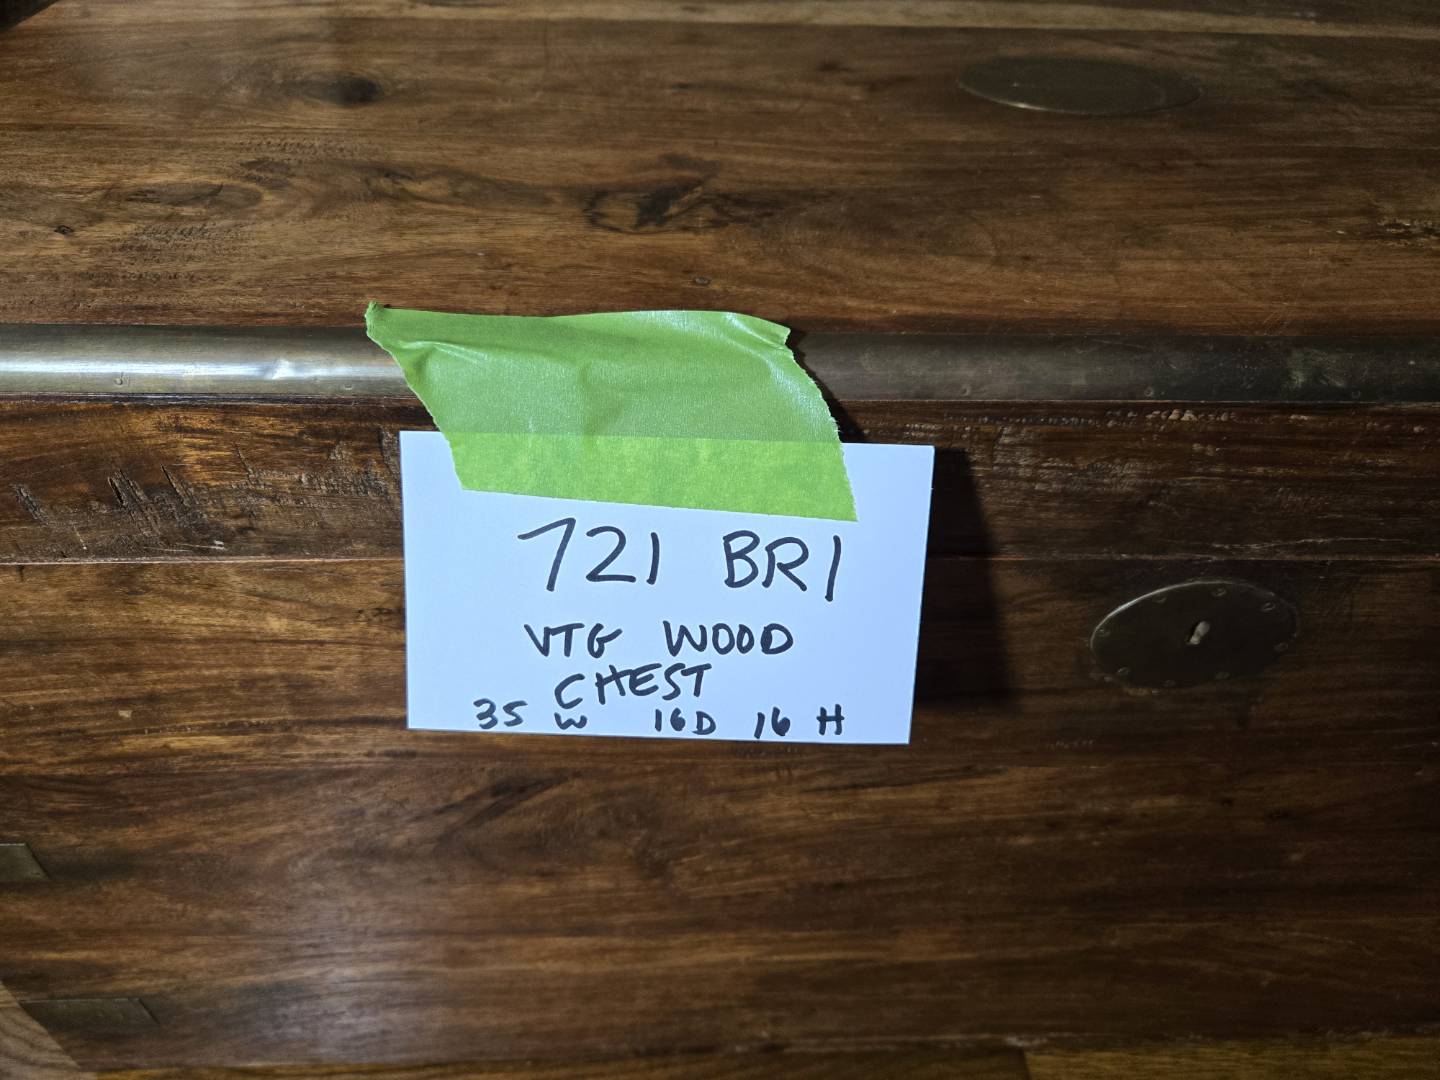 721 BR1
VTG WOOD
CHEST
35 W 16D 16 H